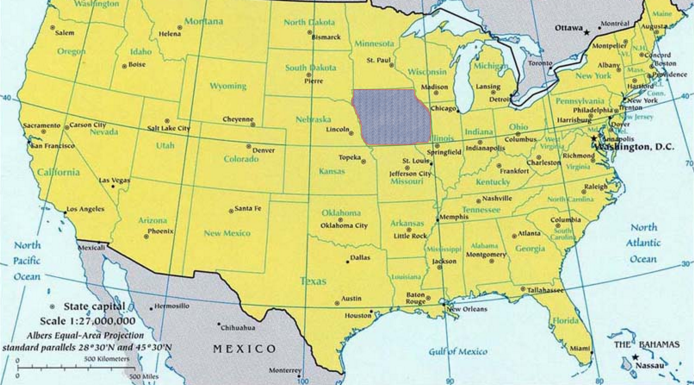 Washington
Salem
Oregon
Idaho
Boise
Helena
Montana
North Dakota
Bismarck
South Dakota
Pierre
Wyoming
Cheyenne
Nebraska
Lincoln
Minnesota
St. Paul
Wisconsin
Madison
Michigan
Lansing
Detroit
Chicago
Ottawa
Montréal
Toronto
Maine
Augusta
Montpelier
N.H.
Concord
Albany
Mass.
Boston
Providence
Hartford
Conn.
New York
New York
Pennsylvania
Philadelphia
Trenton
New Jersey
Harrisburg
Dover
Del.
Annapolis
Washington, D.C.
40
Sacramento
Carson City
San Francisco
Nevada
Salt Lake City
Utah
Denver
Colorado
Topeka
Kansas
St. Louis
Jefferson City
Missouri
Illinois
Springfield
Indiana
Indianapolis
Ohio
Columbus
West
Virginia
Charleston
Richmond
Virginia
70
Frankfort
Kentucky
California
Las Vegas
Los Angeles
Arizona
Phoenix
Santa Fe
New Mexico
Oklahoma
Oklahoma City
Arkansas
Little Rock
Memphis
Nashville
Tennessee
Raleigh
North Carolina
Columbia
South
Carolina
Atlanta
Georgia
Alabama
Montgomery
Mississippi
Jackson
Louisiana
Baton
Rouge
New Orleans
Dallas
Texas
Austin
Houston
Tallahassee
Florida
Miami
North
Pacific
Ocean
North
Atlantic
Ocean
30
Mexicali
Hermosillo
Chihuahua
Monterrey
MEXICO
Gulf of Mexico
THE BAHAMAS
Nassau
State capital
Scale 1:27,000,000
Albers Equal-Area Projection
standard parallels 28°30'N and 45°30'N
0 500 Kilometers
0 500 Miles
100
90
80